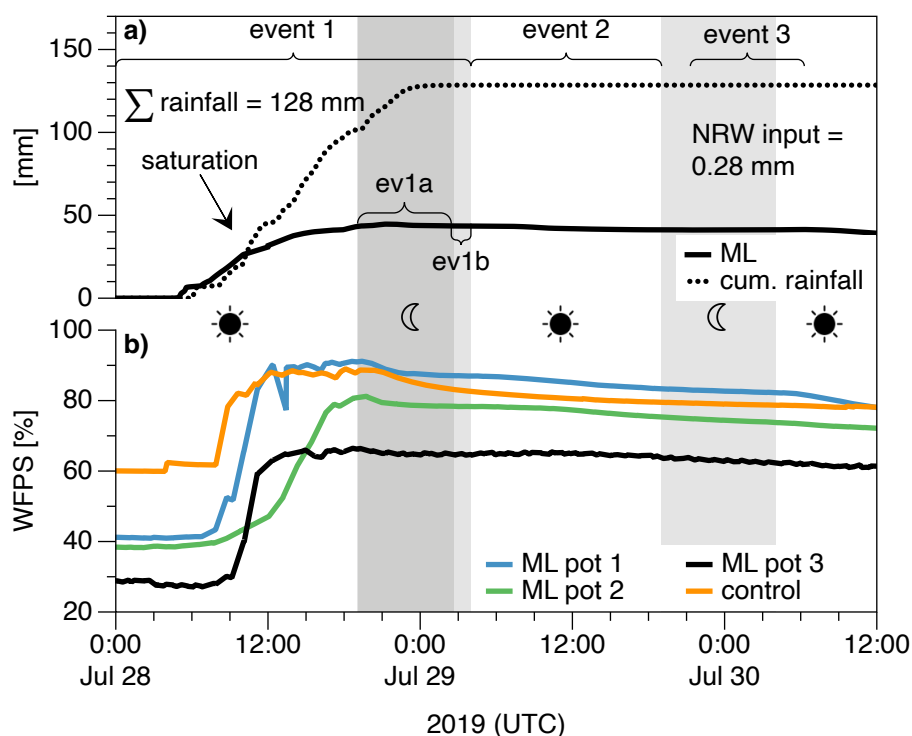 a)
event 1
event 2
event 3
∑ rainfall = 128 mm
saturation
NRW input =
0.28 mm
ev1a
ev1b
[mm]
150
100
50
0
ML
cum. rainfall
b)
WFPS [%]
100
80
60
40
20
ML pot 1
ML pot 3
ML pot 2
control
0:00
12:00
0:00
12:00
0:00
12:00
Jul 28
Jul 29
Jul 30
2019 (UTC)